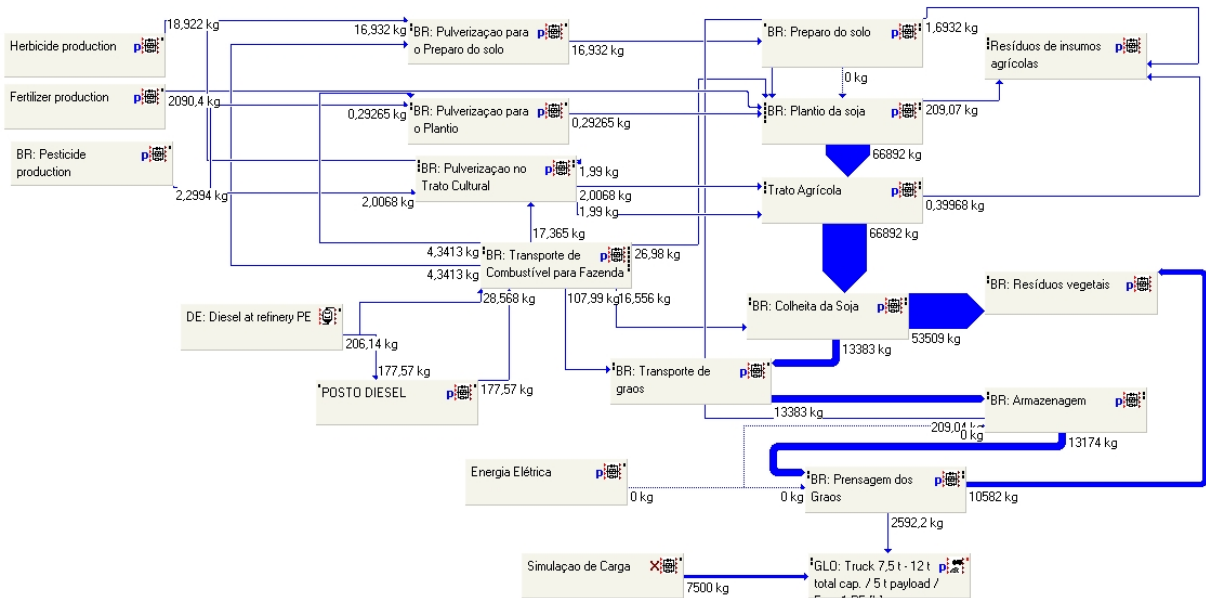 18,922 kg
Herbicide production
16,932 kg
BR: Pulverizaçao para
o Preparo do solo
16,932 kg
BR: Preparo do solo
1,6932 kg
0 kg
Resíduos de insumos
agrícolas
Fertilizer production
2090,4 kg
0,29265 kg
BR: Pulverizaçao para
o Plantio
0,29265 kg
BR: Plantio da soja
209,07 kg
66892 kg
BR: Pesticide
production
2,2994 kg
2,0068 kg
BR: Pulverizaçao no
Trato Cultural
1,99 kg
2,0068 kg
1,99 kg
Trato Agrícola
0,39968 kg
66892 kg
17,365 kg
4,3413 kg
4,3413 kg
BR: Transporte de
Combustível para Fazenda
26,98 kg
28,568 kg
107,99 kg
16,556 kg
BR: Resíduos vegetais
DE: Diesel at refinery PE
206,14 kg
BR: Colheita da Soja
53509 kg
13383 kg
177,57 kg
POSTO DIESEL
177,57 kg
BR: Transporte de
graos
13383 kg
BR: Armazenagem
209,04 kg
0 kg
13174 kg
Energia Elétrica
0 kg
0 kg
BR: Prensagem dos
Graos
10582 kg
2592,2 kg
Simulaçao de Carga
7500 kg
GLO: Truck 7,5 t - 12 t
total cap. / 5 t payload /